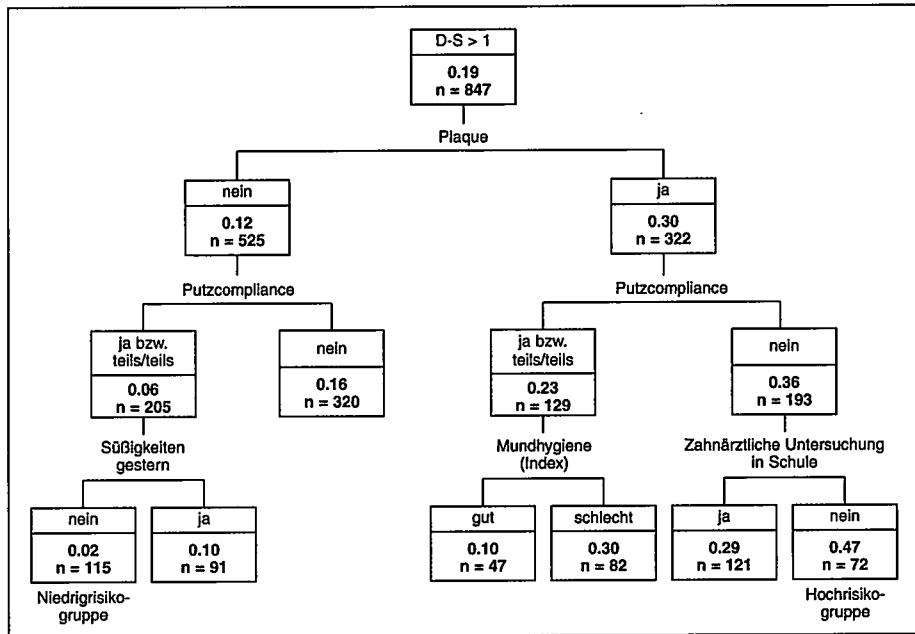 D-S > 1
0.19
n = 847
Plaque
nein
0.12
n = 525
ja
0.30
n = 322
Putzcompliance
Putzcompliance
ja bzw.
teils/teils
0.06
n = 205
nein
0.16
n = 320
ja bzw.
teils/teils
0.23
n = 129
nein
0.36
n = 193
Süßigkeiten
gestern
Mundhygiene
(Index)
Zahnärztliche Untersuchung
in Schule
nein
0.02
n = 115
ja
0.10
n = 91
gut
0.10
n = 47
schlecht
0.30
n = 82
ja
0.29
n = 121
nein
0.47
n = 72
Niedrigrisiko-
gruppe
Hochrisiko-
gruppe